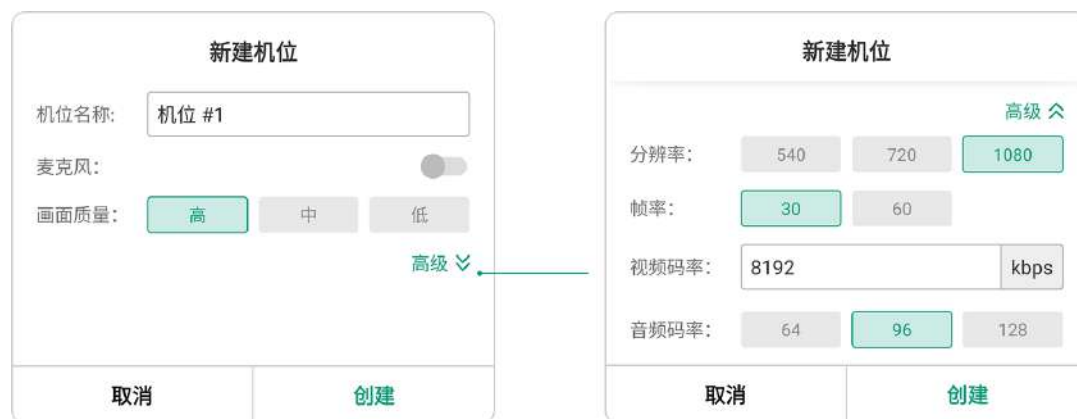 新建机位
机位名称: 机位 #1
麦克风：
画面质量： 高 中 低
高级
取消 创建
新建机位
高级
分辨率： 540 720 1080
帧率： 30 60
视频码率： 8192 kbps
音频码率： 64 96 128
取消 创建